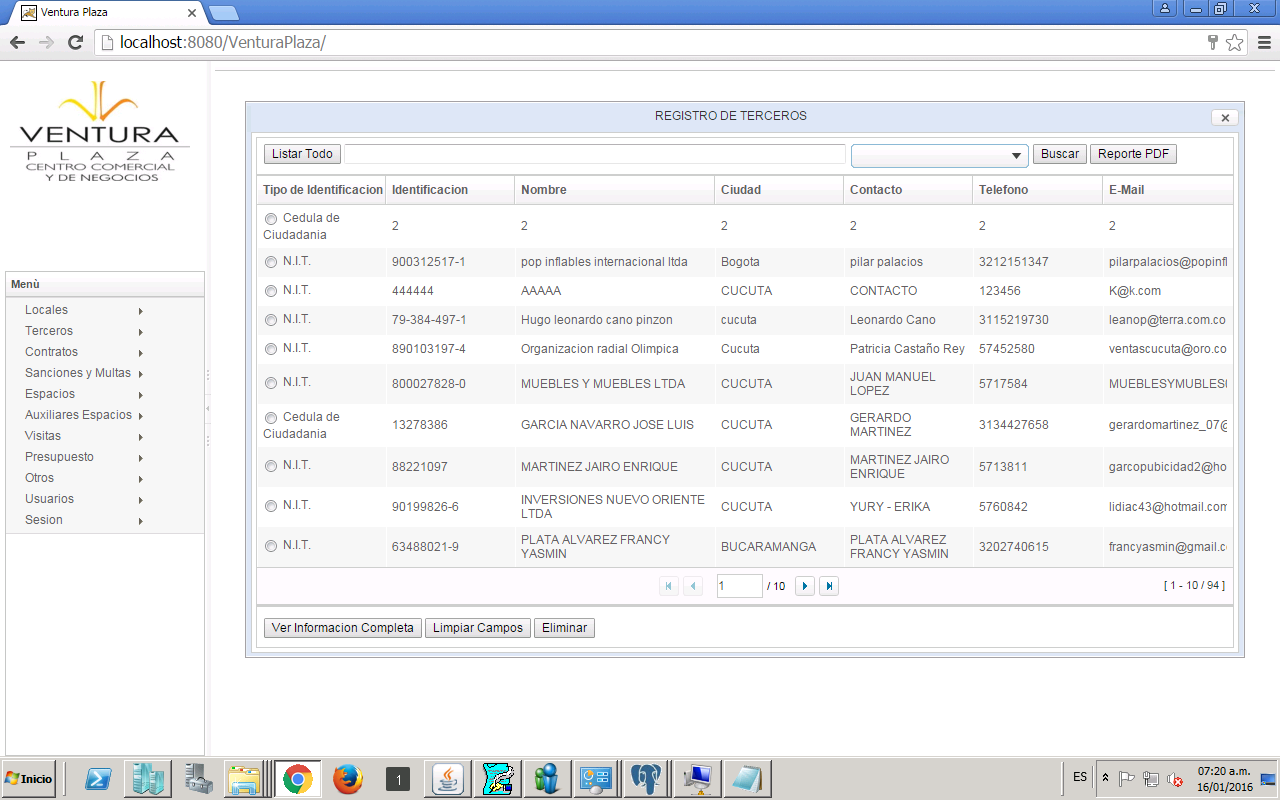 Ventura Plaza
localhost:8080/VenturaPlaza/
VENTURA
PLAZA
CENTRO COMERCIAL
Y DE NEGOCIOS
Menù
Locales
Terceros
Contratos
Sanciones y Multas
Espacios
Auxiliares Espacios
Visitas
Presupuesto
Otros
Usuarios
Sesion
REGISTRO DE TERCEROS
Listar Todo Buscar Reporte PDF
Tipo de Identificacion Identificacion Nombre Ciudad Contacto Telefono E-Mail
Cedula de Ciudadania 2 2 2 2 2 2
N.I.T. 900312517-1 pop inflables internacional ltda Bogota pilar palacios 3212151347 pilarpalacios@popinfl
N.I.T. 444444 AAAAA CUCUTA CONTACTO 123456 K@k.com
N.I.T. 79-384-497-1 Hugo leonardo cano pinzon cucuta Leonardo Cano 3115219730 leanop@terra.com.co
N.I.T. 890103197-4 Organizacion radial Olimpica Cucuta Patricia Castaño Rey 57452580 ventascucuta@oro.co
N.I.T. 800027828-0 MUEBLES Y MUEBLES LTDA CUCUTA JUAN MANUEL LOPEZ 5717584 MUEBLESYMUBLES
Cedula de Ciudadania 13278386 GARCIA NAVARRO JOSE LUIS CUCUTA GERARDO MARTINEZ 3134427658 gerardomartinez_07@
N.I.T. 88221097 MARTINEZ JAIRO ENRIQUE CUCUTA MARTINEZ JAIRO ENRIQUE 5713811 garcopubicidad2@ho
N.I.T. 90199826-6 INVERSIONES NUEVO ORIENTE LTDA CUCUTA YURY - ERIKA 5760842 lidiac43@hotmail.com
N.I.T. 63488021-9 PLATA ALVAREZ FRANCY YASMIN BUCARAMANGA PLATA ALVAREZ FRANCY YASMIN 3202740615 francyasmin@gmail.c
1 / 10 [ 1 - 10 / 94 ]
Ver Informacion Completa Limpiar Campos Eliminar
Inicio 1 ES 07:20 a.m.
16/01/2016